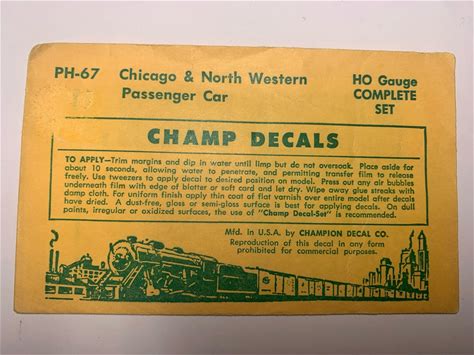 PH-67 Chicago & North Western Passenger Car
HO Gauge COMPLETE SET
CHAMP DECALS
TO APPLY—Trim margins and dip in water until limp but do not oversoak. Place aside for
about 10 seconds, allowing water to penetrate, and permitting transfer film to release
freely. Use tweezers to apply decal to desired position on model. Press out any air bubbles
underneath film with edge of blotter or soft card and let dry. Wipe away glue streaks with
damp cloth. For uniform finish apply thin coat of flat varnish over entire model after decals
have dried. A dust-free, gloss or semi-gloss surface is best for applying decals. On dull
paints, irregular or oxidized surfaces, the use of "Champ Decal-Set" is recommended.
Mfd. in U.S.A. by CHAMPION DECAL CO.
Reproduction of this decal in any form
prohibited for commercial purposes.